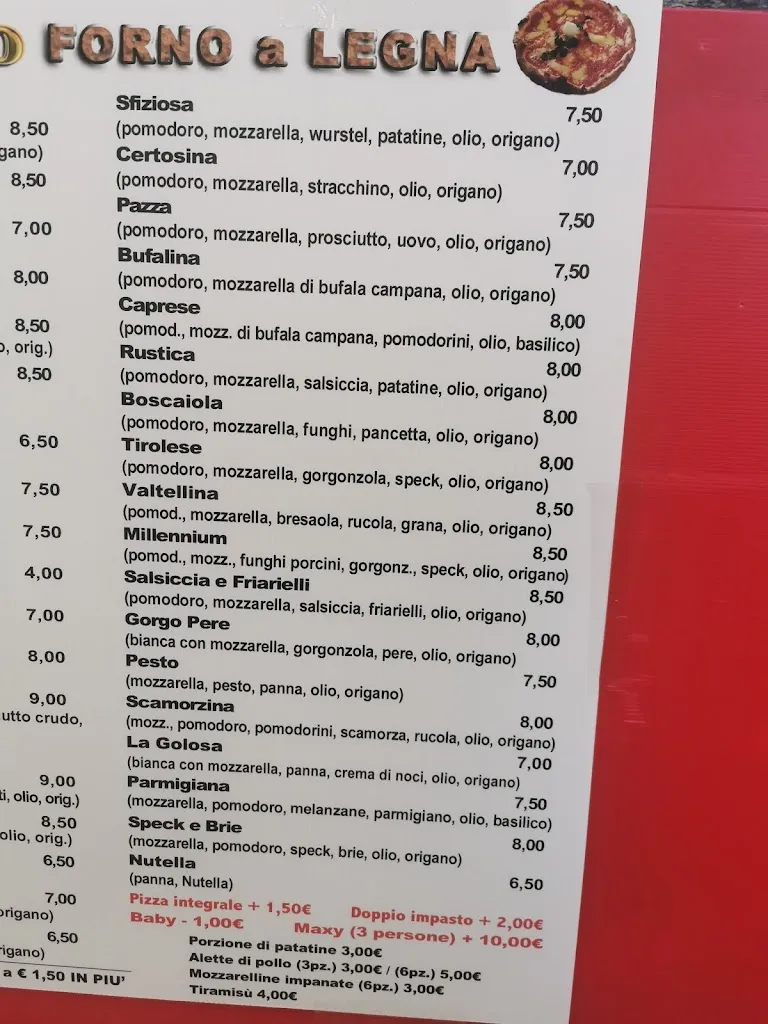 FORNO a LEGNA
8,50
gano)
8,50
7,00
8,00
8,50
o, orig.)
8,50
6,50
7,50
7,50
4,00
7,00
8,00
9,00
utto crudo,
9,00
ti, olio, orig.)
8,50
olio, orig.)
6,50
7,00
origano)
6,50
rigano)
a € 1,50 IN PIU'
Sfiziosa 7,50
(pomodoro, mozzarella, wurstel, patatine, olio, origano)
Certosina 7,00
(pomodoro, mozzarella, stracchino, olio, origano)
Pazza 7,50
(pomodoro, mozzarella, prosciutto, uovo, olio, origano)
Bufalina 7,50
(pomodoro, mozzarella di bufala campana, olio, origano)
Caprese 8,00
(pomod., mozz. di bufala campana, pomodorini, olio, basilico)
Rustica 8,00
(pomodoro, mozzarella, salsiccia, patatine, olio, origano)
Boscaiola 8,00
(pomodoro, mozzarella, funghi, pancetta, olio, origano)
Tirolese 8,00
(pomodoro, mozzarella, gorgonzola, speck, olio, origano)
Valtellina 8,50
(pomod., mozzarella, bresaola, rucola, grana, olio, origano)
Millennium 8,50
(pomod., mozz., funghi porcini, gorgonz., speck, olio, origano)
Salsiccia e Friarielli 8,50
(pomodoro, mozzarella, salsiccia, friarielli, olio, origano)
Gorgo Pere 8,00
(bianca con mozzarella, gorgonzola, pere, olio, origano)
Pesto 7,50
(mozzarella, pesto, panna, olio, origano)
Scamorzina 8,00
(mozz., pomodoro, pomodorini, scamorza, rucola, olio, origano)
La Golosa 7,00
(bianca con mozzarella, panna, crema di noci, olio, origano)
Parmigiana 7,50
(mozzarella, pomodoro, melanzane, parmigiano, olio, basilico)
Speck e Brie 8,00
(mozzarella, pomodoro, speck, brie, olio, origano)
Nutella 6,50
(panna, Nutella)
Pizza integrale + 1,50€ Doppio impasto + 2,00€
Baby - 1,00€ Maxy (3 persone) + 10,00€
Porzione di patatine 3,00€
Alette di pollo (3pz.) 3,00€ / (6pz.) 5,00€
Mozzarelline impanate (6pz.) 3,00€
Tiramisù 4,00€